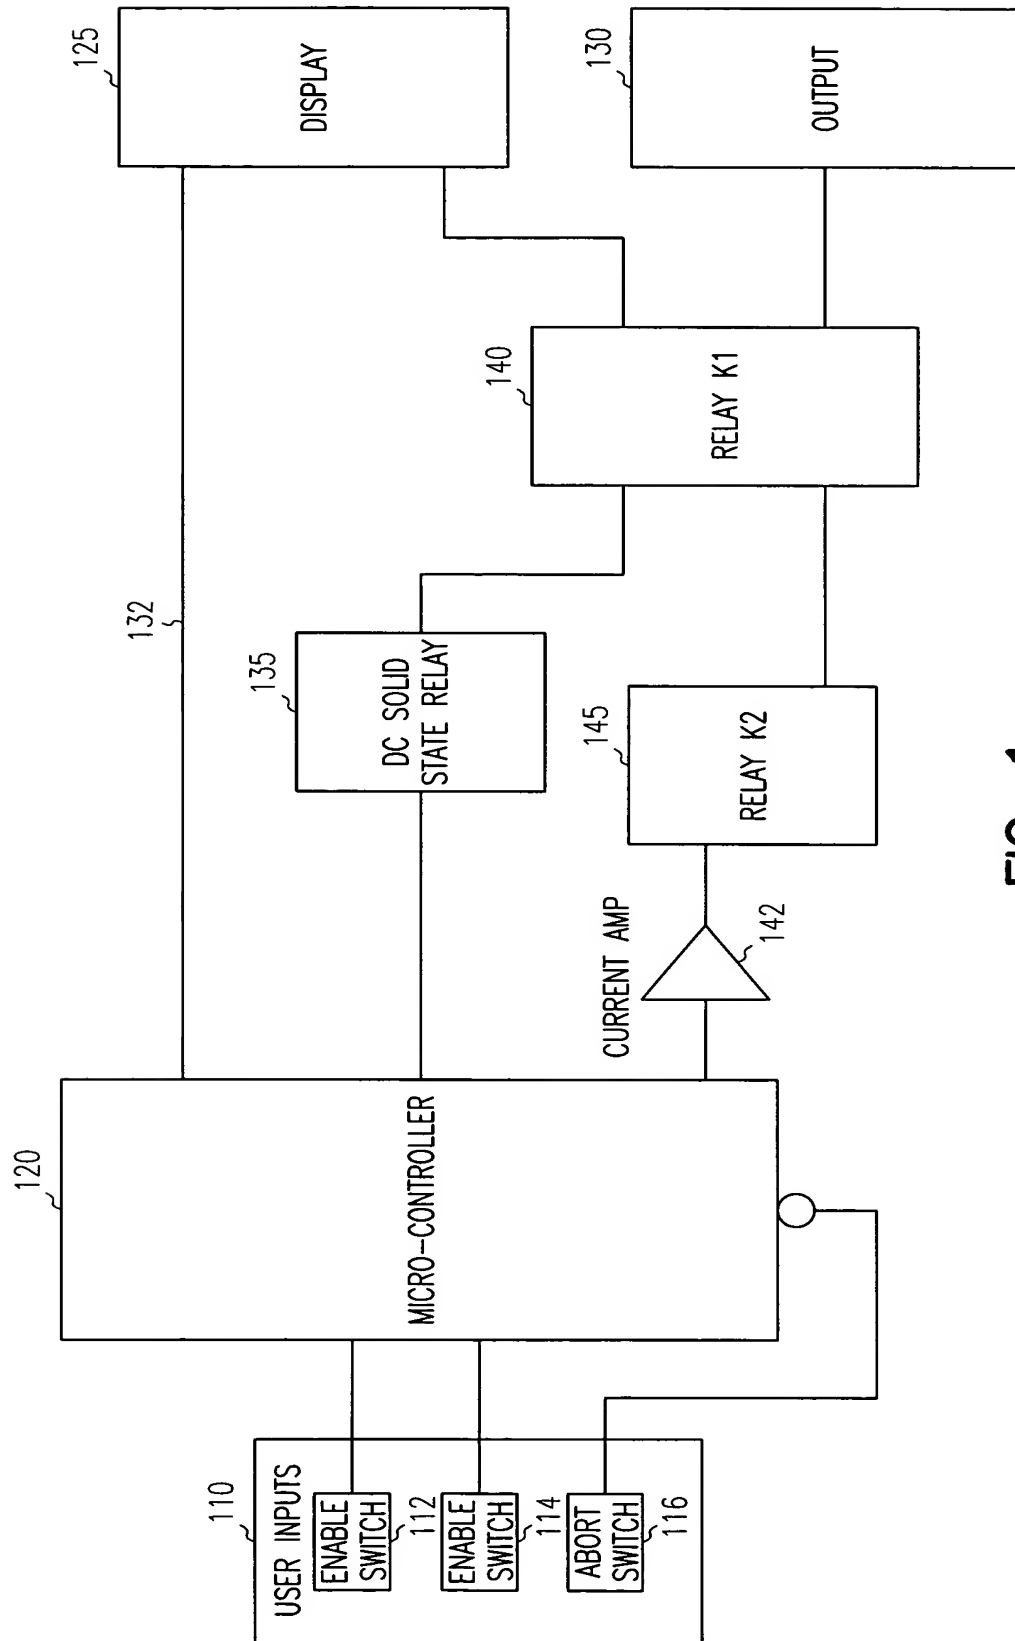 125
DISPLAY
130
OUTPUT
132
140
RELAY K1
135
DC SOLID
STATE RELAY
145
RELAY K2
CURRENT AMP
142
120
MICRO-CONTROLLER
110
USER INPUTS
ENABLE
SWITCH
112
ENABLE
SWITCH
114
ABORT
SWITCH
116